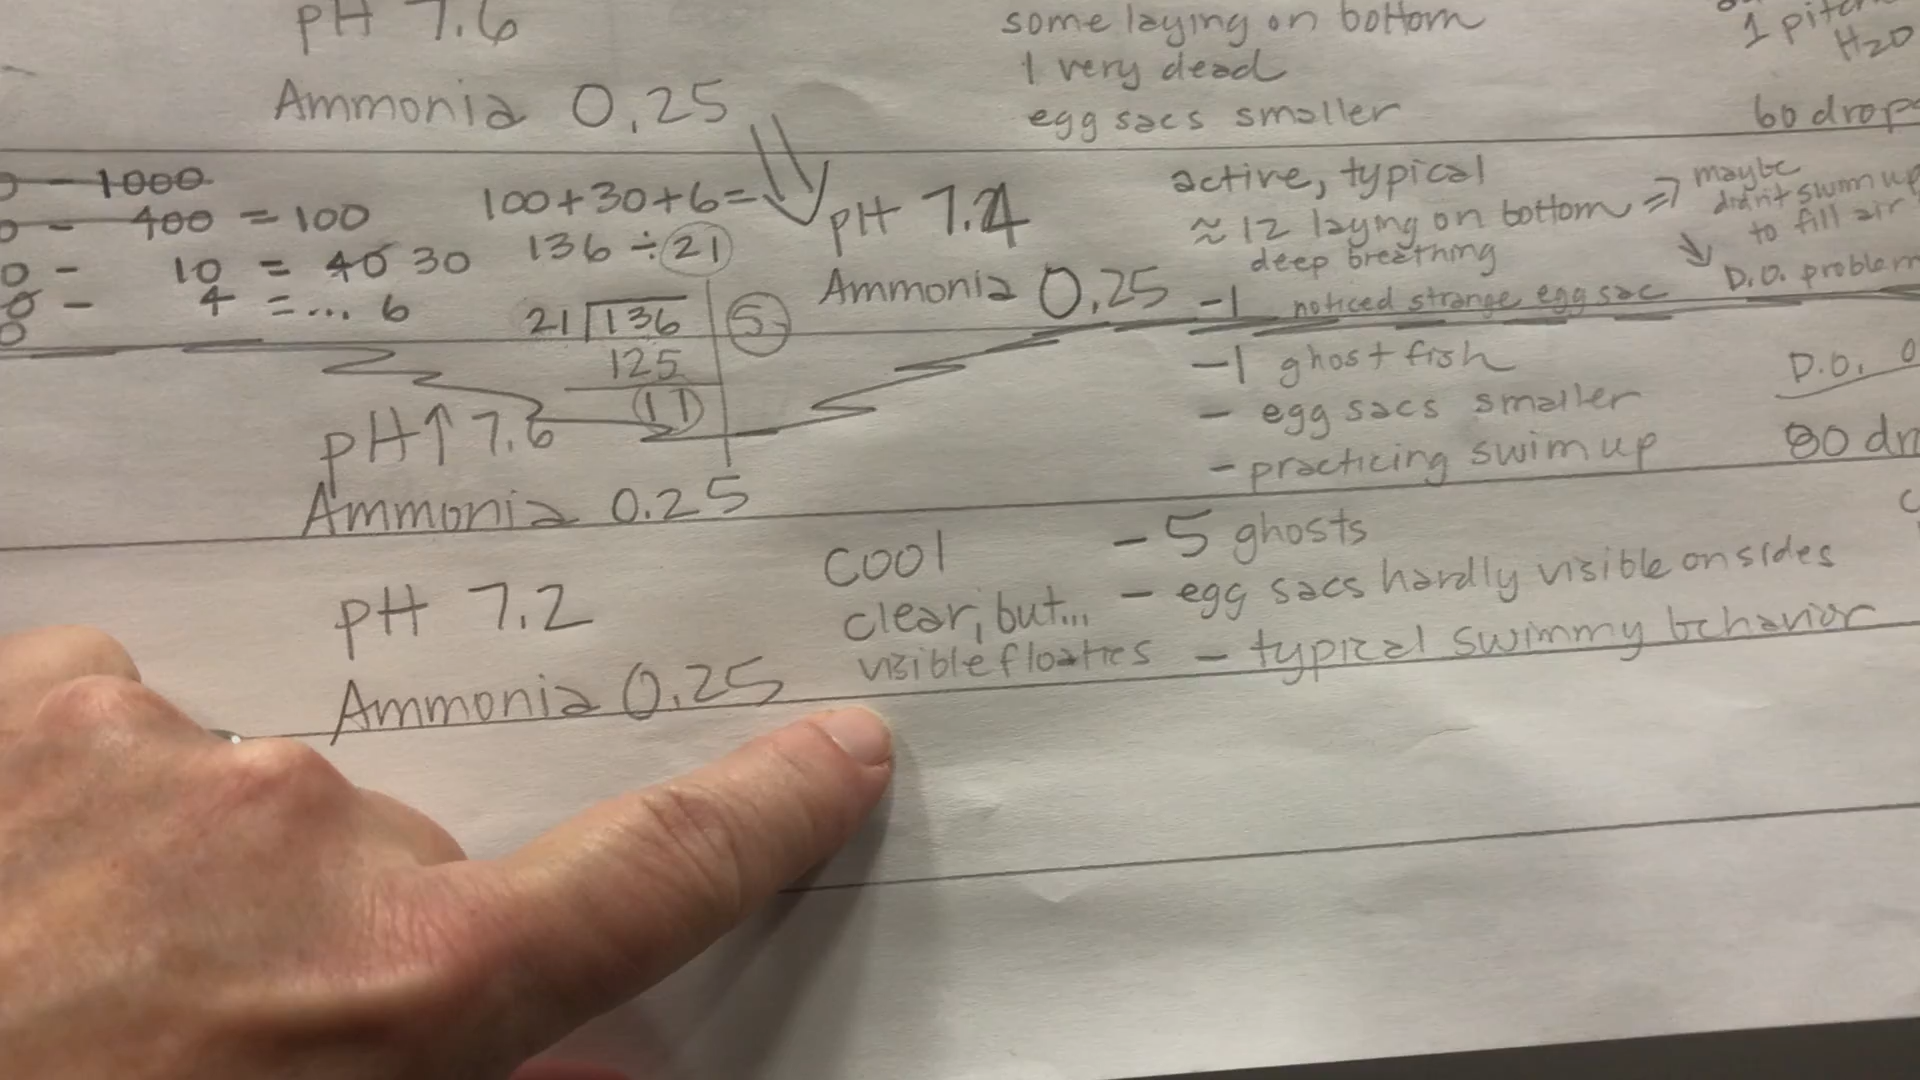 pH 7.6
Ammonia 0.25
some laying on bottom
1 very dead
egg sacs smaller
H2O
60 drops
1000
400 = 100
10 = 40 30
4 = ... 6
100+30+6=
136 ÷ 21
21 136
125
11
5
pH 7.4
Ammonia 0.25
active, typical
≈ 12 laying on bottom ⇒
deep breathing
-1 noticed strange egg sac
maybe
didn't swim up
to fill air
D.O. problem
pH↑ 7.6
Ammonia 0.25
-1 ghost fish
- egg sacs smaller
- practicing swim up
D.O.
80
pH 7.2
Ammonia 0.25
cool
clear, but...
visible floaties
- 5 ghosts
- egg sacs hardly visible on sides
- typical swimmy behavior